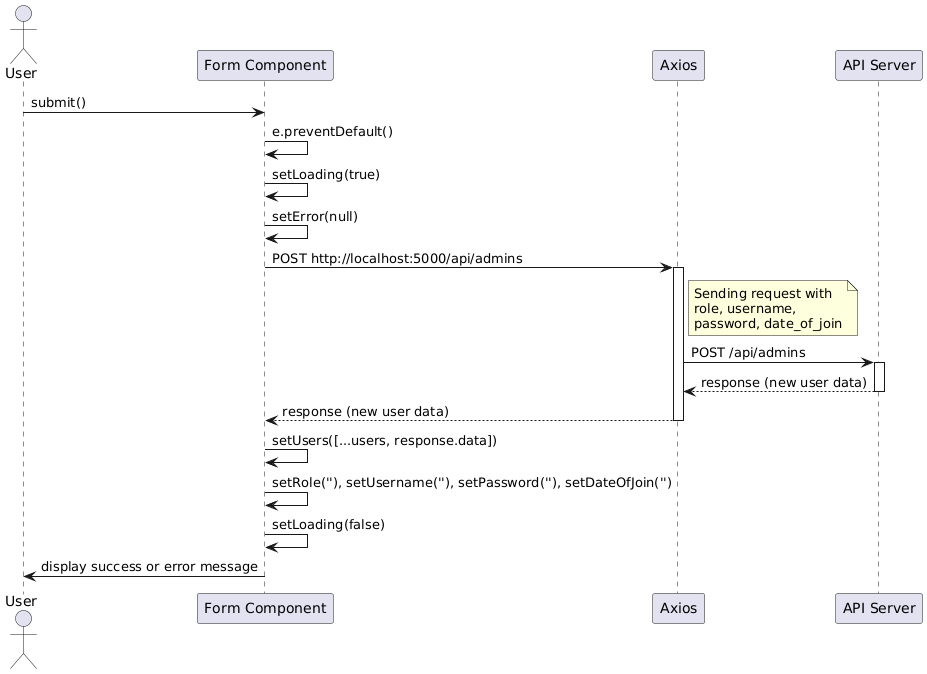 User
Form Component
Axios
API Server
submit()
e.preventDefault()
setLoading(true)
setError(null)
POST http://localhost:5000/api/admins
Sending request with
role, username,
password, date_of_join
POST /api/admins
response (new user data)
response (new user data)
setUsers([...users, response.data])
setRole(''), setUsername(''), setPassword(''), setDateOfJoin('')
setLoading(false)
display success or error message
User
Form Component
Axios
API Server